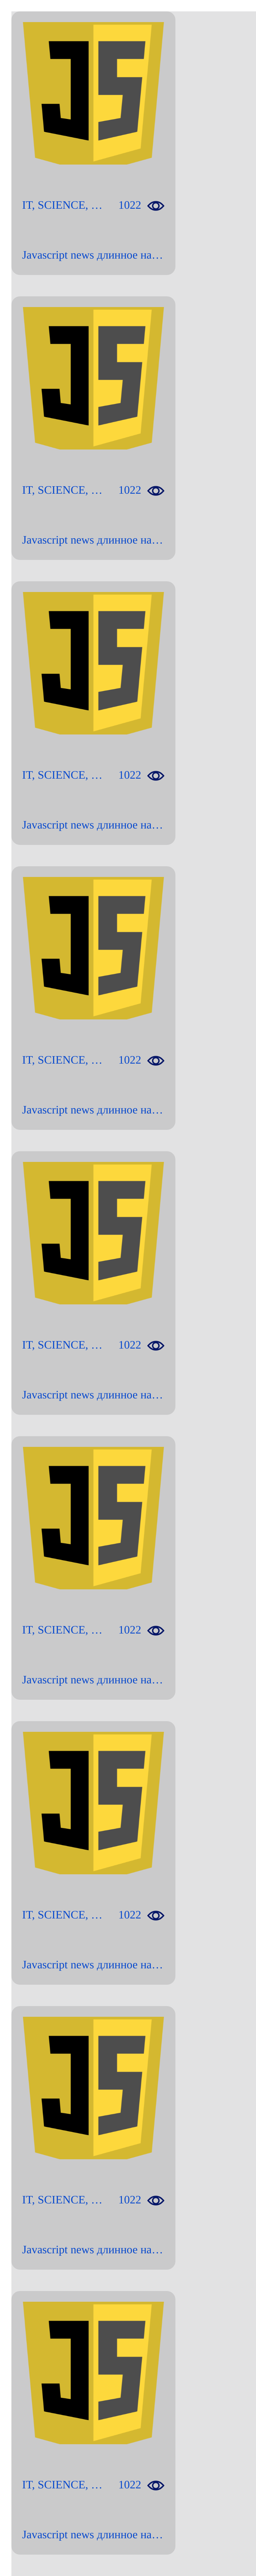 JS
IT, SCIENCE, … 1022
Javascript news длинное на…
JS
IT, SCIENCE, … 1022
Javascript news длинное на…
JS
IT, SCIENCE, … 1022
Javascript news длинное на…
JS
IT, SCIENCE, … 1022
Javascript news длинное на…
JS
IT, SCIENCE, … 1022
Javascript news длинное на…
JS
IT, SCIENCE, … 1022
Javascript news длинное на…
JS
IT, SCIENCE, … 1022
Javascript news длинное на…
JS
IT, SCIENCE, … 1022
Javascript news длинное на…
JS
IT, SCIENCE, … 1022
Javascript news длинное на…